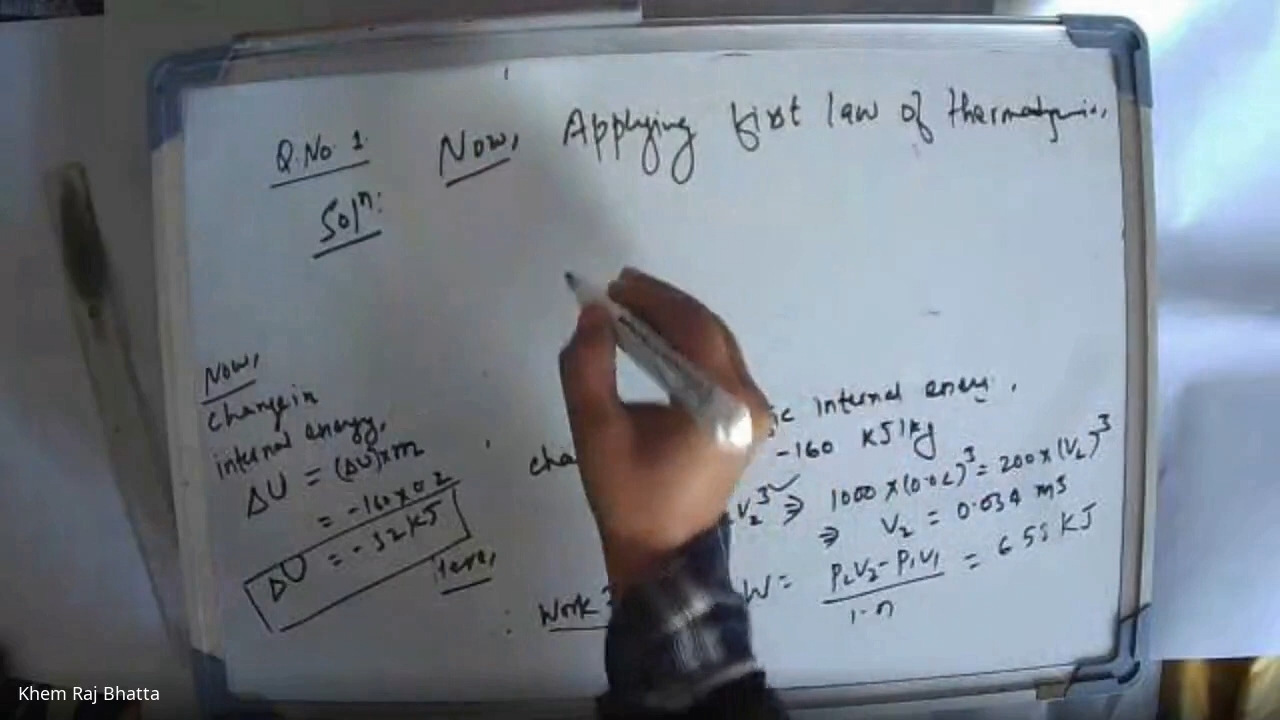 Q. No 1.
Now, Applying first law of thermodynamic,
Solⁿ:
Now,
change in
internal energy,
ΔU = (Δu)×m
= -160×0.2
ΔU = -32 KJ
internal energy.
-160 KJ/kg
V₂³ ⇒ 1000×(0.02)³ = 200×(V₂)³
⇒ V₂ = 0.034 m3
Here,
Work
W = P₂V₂-P₁V₁ / 1-n = 6.55 KJ
Khem Raj Bhatta